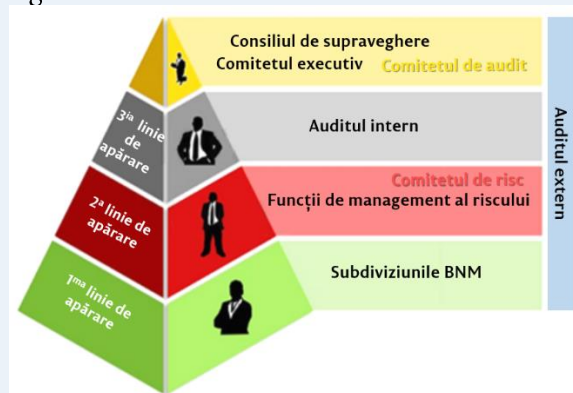 Consiliul de supraveghere
Comitetul executiv Comitetul de audit
3ia linie
de
apărare
Auditul intern
2a linie de
apărare
Comitetul de risc
Funcții de management al riscului
1ma linie de
apărare
Subdiviziunile BNM
Auditul extern